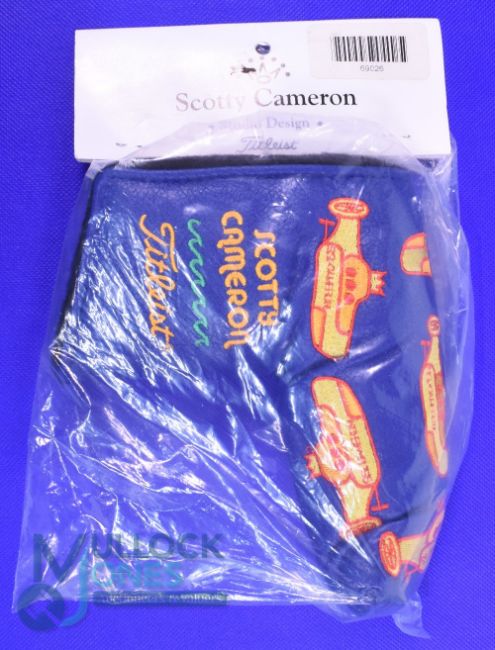 69026
Scotty Cameron
• Studio Design •
Titleist
SCOTTY
CAMERON
Titleist
MULLOCK
JONES